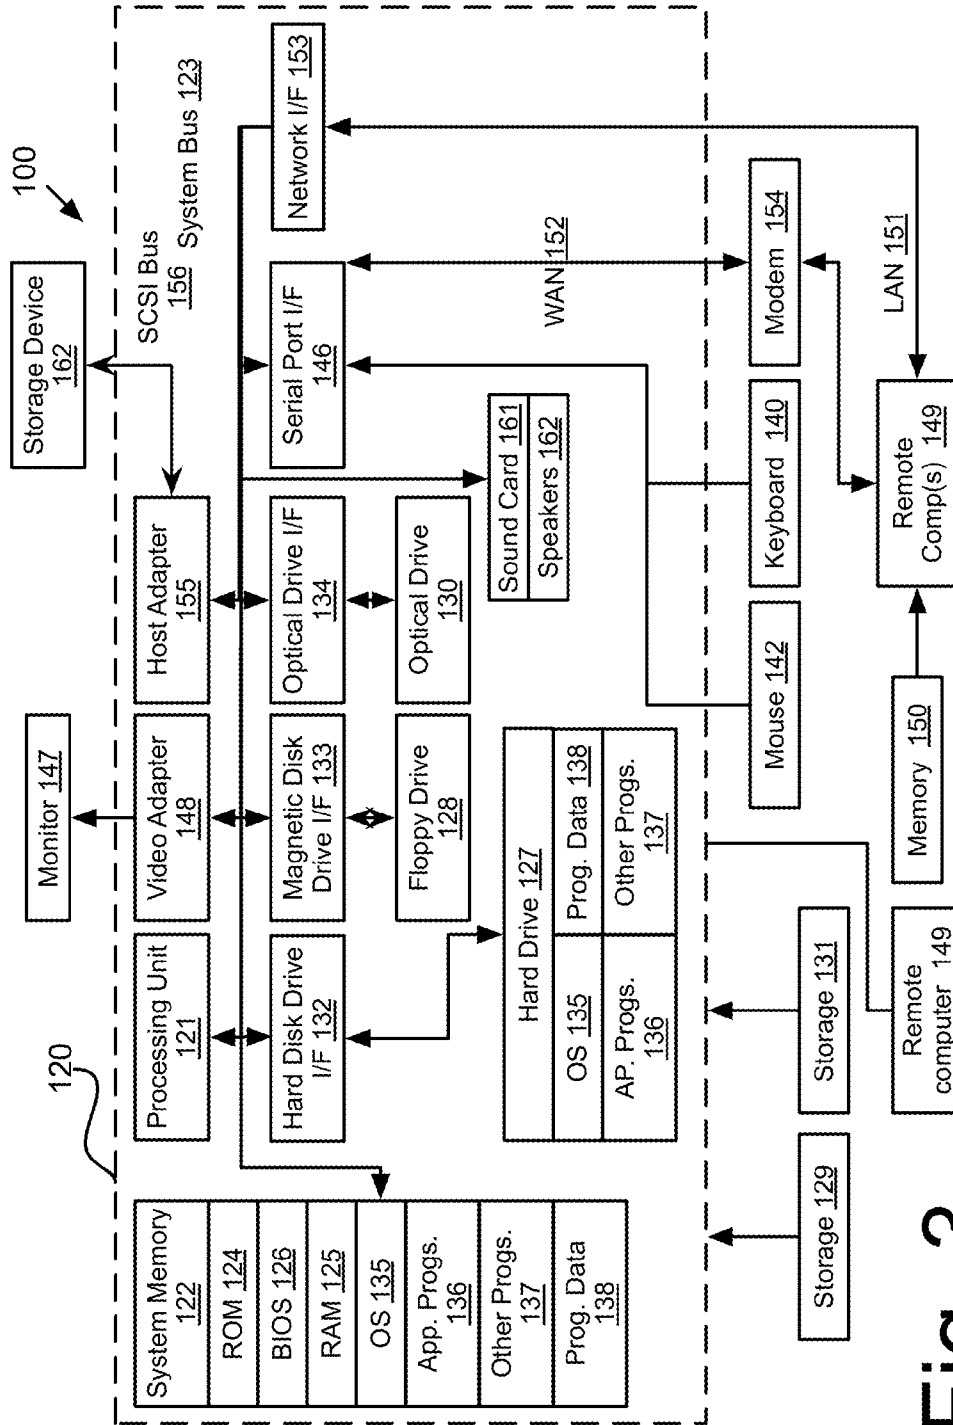 100
Storage Device
162
Monitor 147
120
SCSI Bus
156
System Bus 123
System Memory
122
ROM 124
BIOS 126
RAM 125
OS 135
App. Progs.
136
Other Progs.
137
Prog. Data
138
Processing Unit
121
Video Adapter
148
Host Adapter
155
Hard Disk Drive
I/F 132
Magnetic Disk
Drive I/F 133
Optical Drive I/F
134
Serial Port I/F
146
Network I/F 153
Floppy Drive
128
Optical Drive
130
Sound Card 161
Speakers 162
Hard Drive 127
OS 135
Prog. Data 138
AP. Progs.
136
Other Progs.
137
WAN 152
Storage 129
Storage 131
Mouse 142
Keyboard 140
Modem 154
LAN 151
Remote
computer 149
Memory 150
Remote
Comp(s) 149